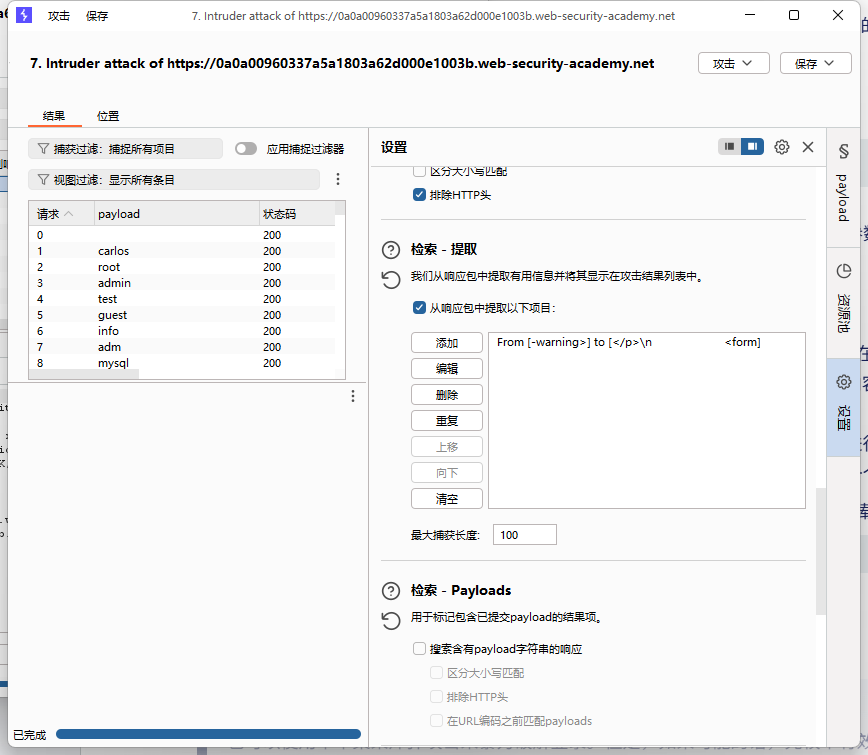 攻击 保存 7. Intruder attack of https://0a0a00960337a5a1803a62d000e1003b.web-security-academy.net
7. Intruder attack of https://0a0a00960337a5a1803a62d000e1003b.web-security-academy.net 攻击 保存
结果 位置
捕获过滤：捕捉所有项目 应用捕捉过滤器
视图过滤：显示所有条目
请求 payload 状态码
0 200
1 carlos 200
2 root 200
3 admin 200
4 test 200
5 guest 200
6 info 200
7 adm 200
8 mysql 200
已完成
设置
区分大小写匹配
排除HTTP头
检索 - 提取
我们从响应包中提取有用信息并将其显示在攻击结果列表中。
从响应包中提取以下项目：
添加
编辑
删除
重复
上移
向下
清空
From [-warning>] to [</p>\n <form]
最大捕获长度: 100
检索 - Payloads
用于标记包含已提交payload的结果项。
搜索含有payload字符串的响应
区分大小写匹配
排除HTTP头
在URL编码之前匹配payloads
payload
资源池
设置